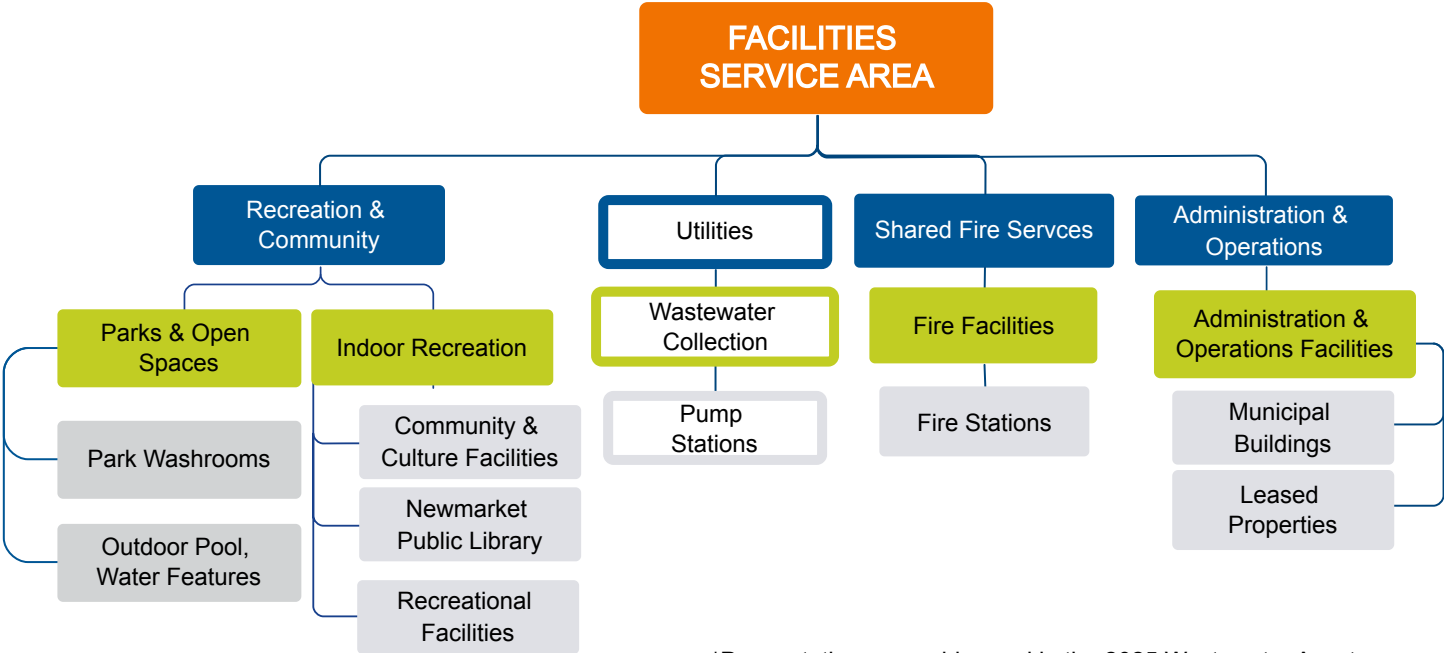 FACILITIES
SERVICE AREA
Recreation &
Community
Utilities
Shared Fire Servces
Administration &
Operations
Parks & Open
Spaces
Indoor Recreation
Wastewater
Collection
Fire Facilities
Administration &
Operations Facilities
Park Washrooms
Outdoor Pool,
Water Features
Community &
Culture Facilities
Newmarket
Public Library
Recreational
Facilities
Pump
Stations
Fire Stations
Municipal
Buildings
Leased
Properties